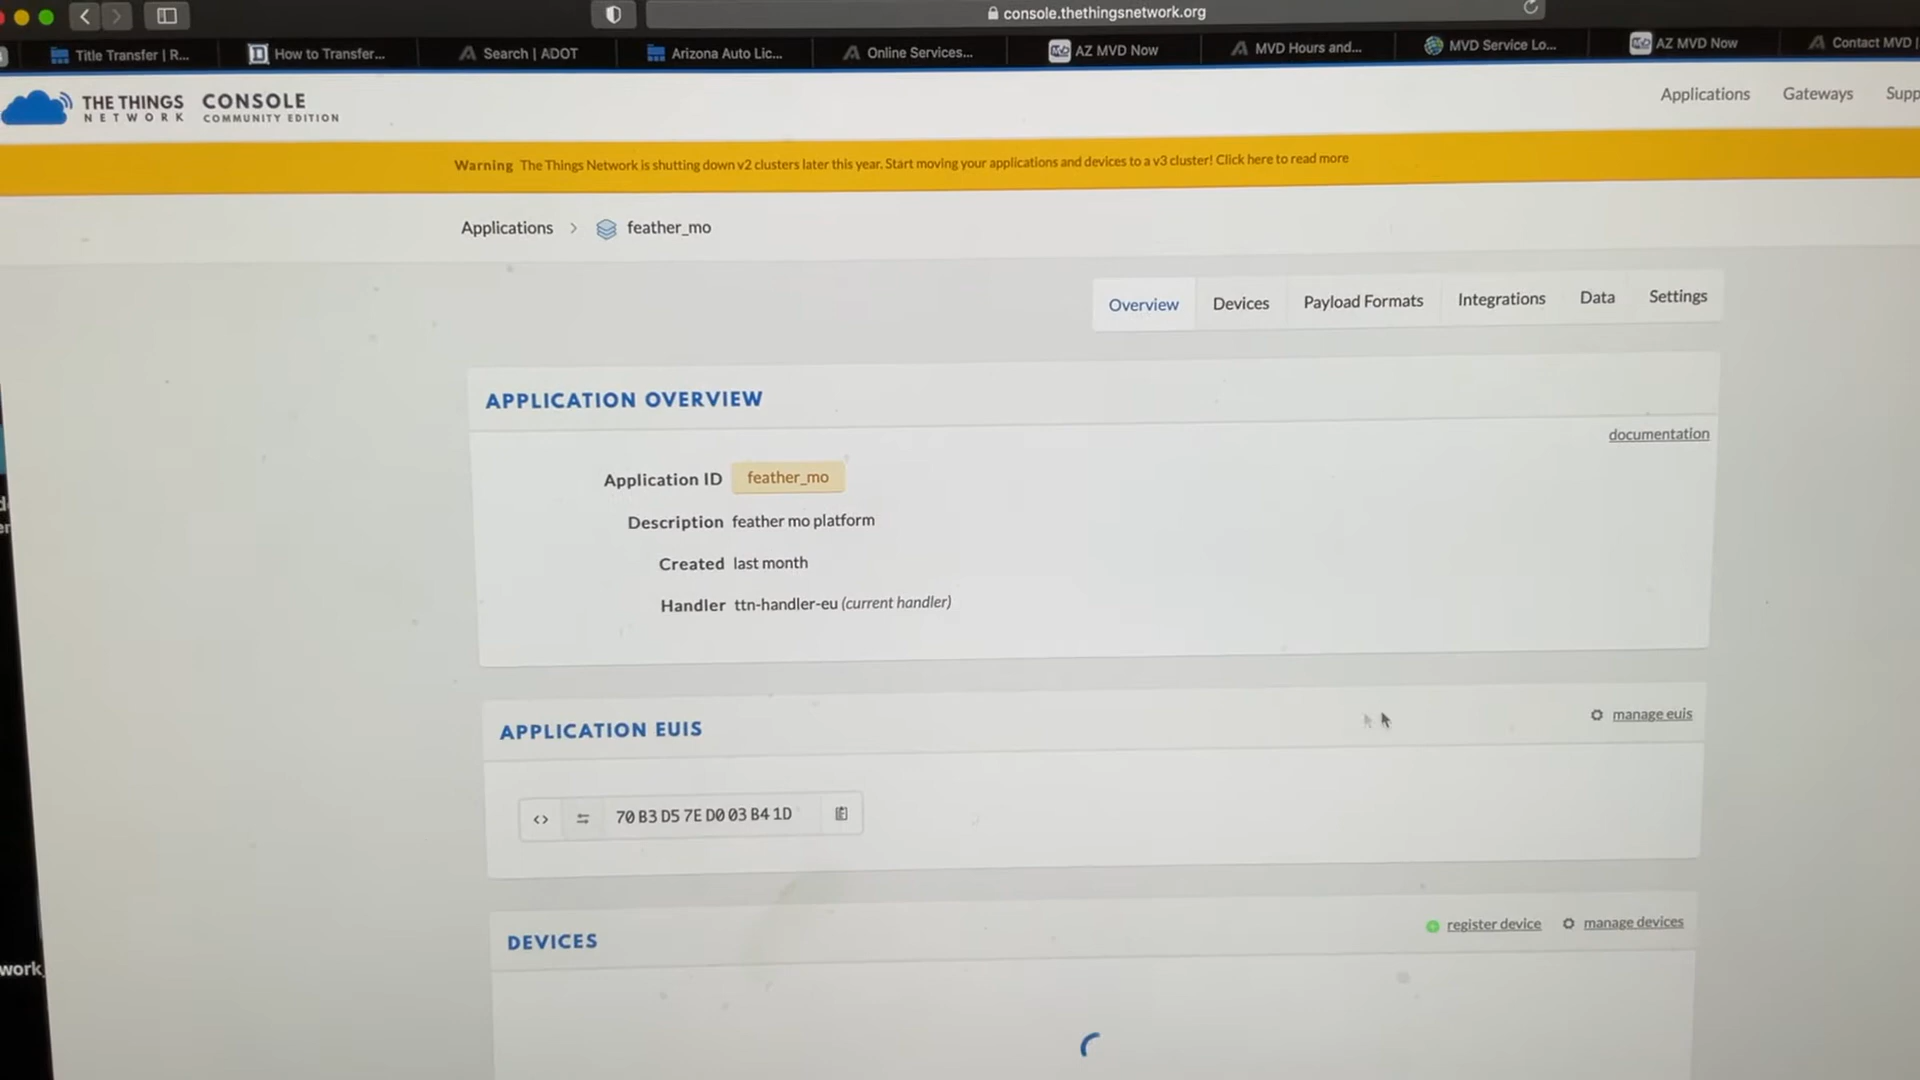 console.thethingsnetwork.org
Title Transfer | R...
How to Transfer...
Search | ADOT
Arizona Auto Lic...
Online Services...
AZ MVD Now
MVD Hours and...
MVD Service Lo...
AZ MVD Now
Contact MVD |
THE THINGS NETWORK
CONSOLE COMMUNITY EDITION
Applications
Gateways
Supp
Warning The Things Network is shutting down v2 clusters later this year. Start moving your applications and devices to a v3 cluster! Click here to read more
Applications > feather_mo
Overview
Devices
Payload Formats
Integrations
Data
Settings
APPLICATION OVERVIEW
documentation
Application ID feather_mo
Description feather mo platform
Created last month
Handler ttn-handler-eu (current handler)
APPLICATION EUIS
manage euis
<> 70 B3 D5 7E D0 03 B4 1D
DEVICES
register device
manage devices
work